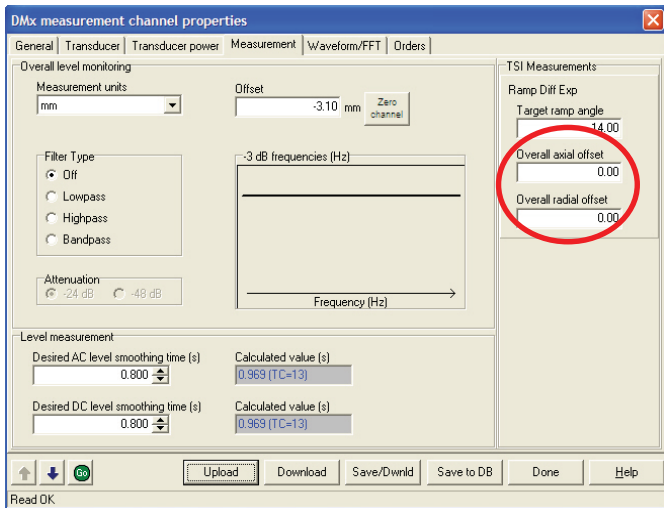 DMx measurement channel properties
General Transducer Transducer power Measurement Waveform/FFT Orders
Overall level monitoring
Measurement units
mm
Offset
-3.10 mm
Zero
channel
Filter Type
Off
Lowpass
Highpass
Bandpass
Attenuation
-24 dB -48 dB
-3 dB frequencies (Hz)
Frequency (Hz)
Level measurement
Desired AC level smoothing time (s)
0.800
Calculated value (s)
0.969 (TC=13)
Desired DC level smoothing time (s)
0.800
Calculated value (s)
0.969 (TC=13)
TSI Measurements
Ramp Diff Exp
Target ramp angle
14.00
Overall axial offset
0.00
Overall radial offset
0.00
Go
Upload Download Save/Dwnld Save to DB Done Help
Read OK